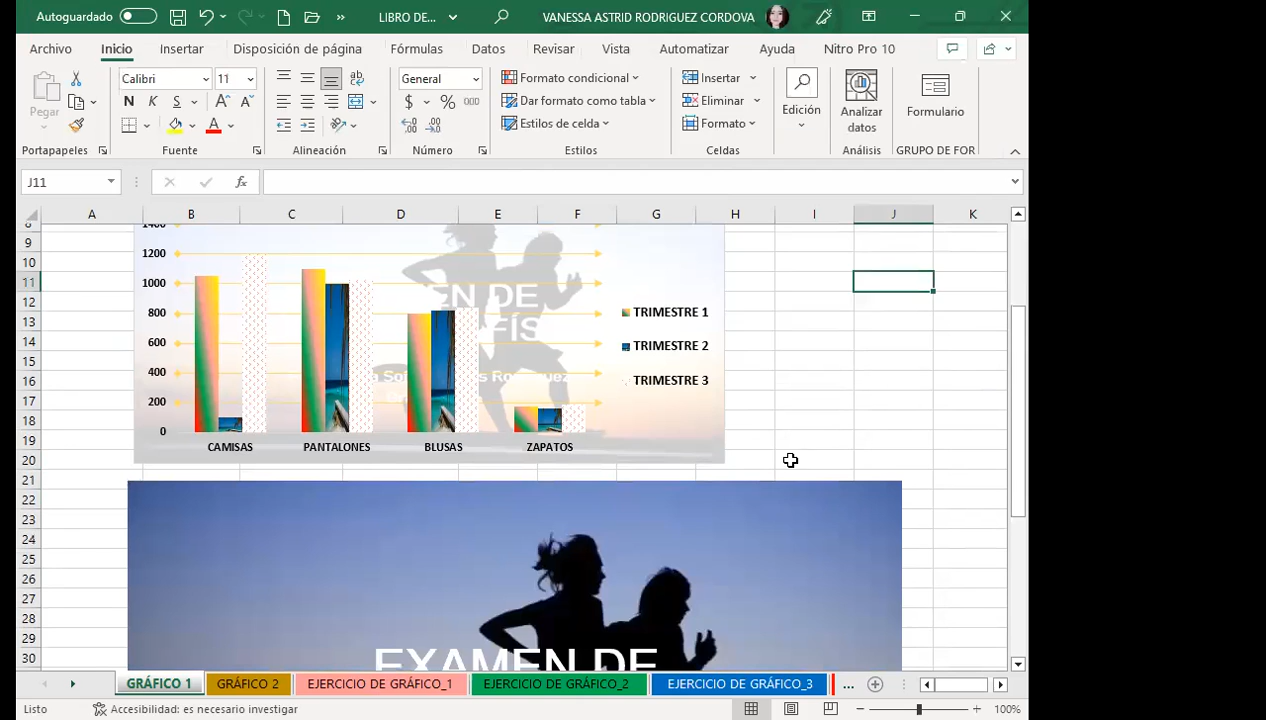 Autoguardado LIBRO DE... VANESSA ASTRID RODRIGUEZ CORDOVA
Archivo Inicio Insertar Disposición de página Fórmulas Datos Revisar Vista Automatizar Ayuda Nitro Pro 10
Pegar Calibri 11 General Formato condicional Insertar Edición Analizar datos Formulario
N K S $ % 000 Dar formato como tabla Eliminar
A Estilos de celda Formato
Portapapeles Fuente Alineación Número Estilos Celdas Análisis GRUPO DE FOR
J11 fx
A B C D E F G H I J K
8 1400
9
10 1200
11 1000 EN DE
12 800 TRIMESTRE 1
13 FÍS
14 600 TRIMESTRE 2
15
16 400 TRIMESTRE 3
17 200
18
19 0
CAMISAS PANTALONES BLUSAS ZAPATOS
20
21
22
23
24
25
26
27
28
29
30 EXAMEN DE
GRÁFICO 1 GRÁFICO 2 EJERCICIO DE GRÁFICO_1 EJERCICIO DE GRÁFICO_2 EJERCICIO DE GRÁFICO_3 ...
Listo Accesibilidad: es necesario investigar 100%